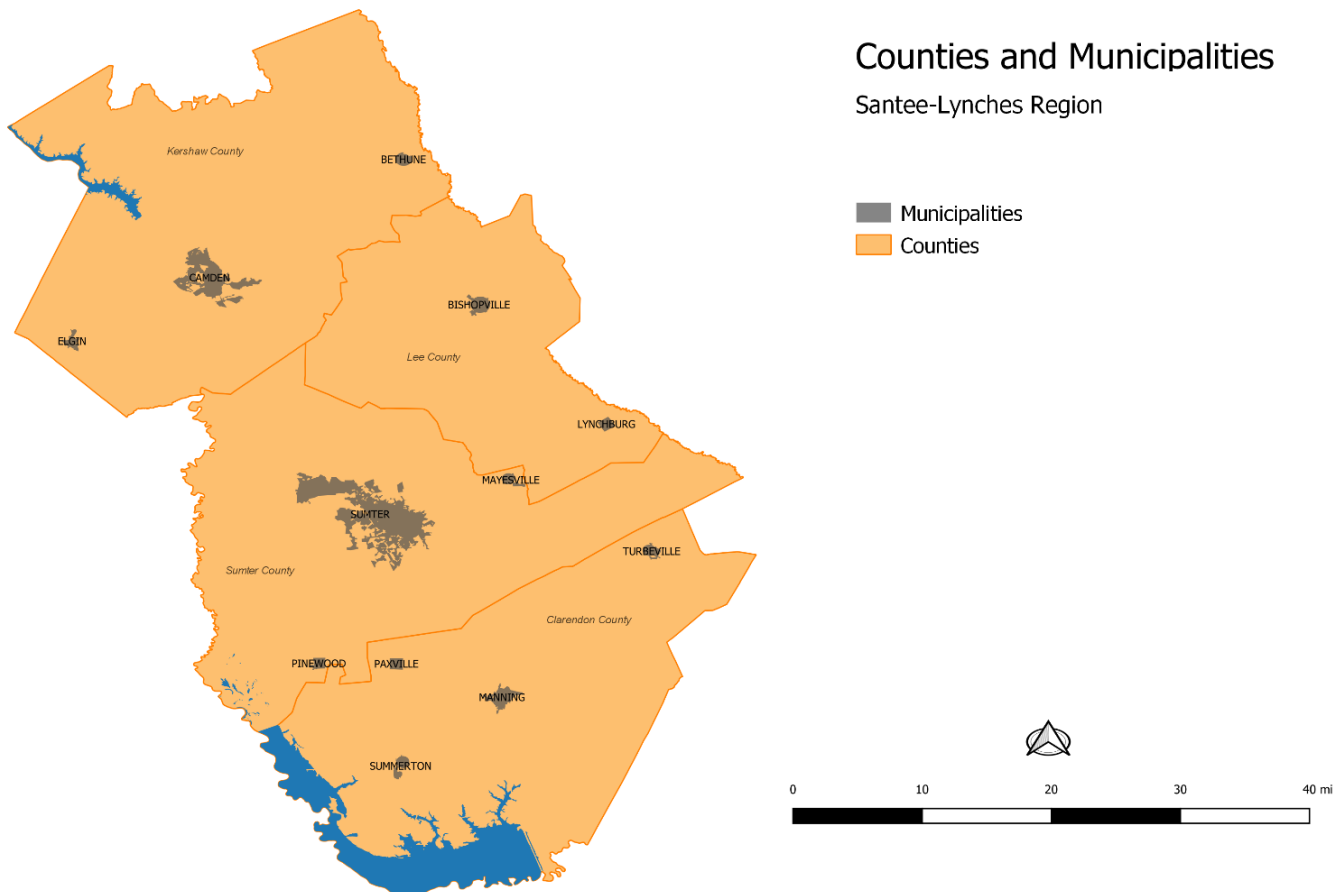 Counties and Municipalities
Santee-Lynches Region
Municipalities
Counties
Kershaw County
BETHUNE
CAMDEN
ELGIN
BISHOPVILLE
Lee County
LYNCHBURG
MAYESVILLE
SUMTER
TURBEVILLE
Sumter County
Clarendon County
PINEWOOD
PAXVILLE
MANNING
SUMMERTON
0 10 20 30 40 mi